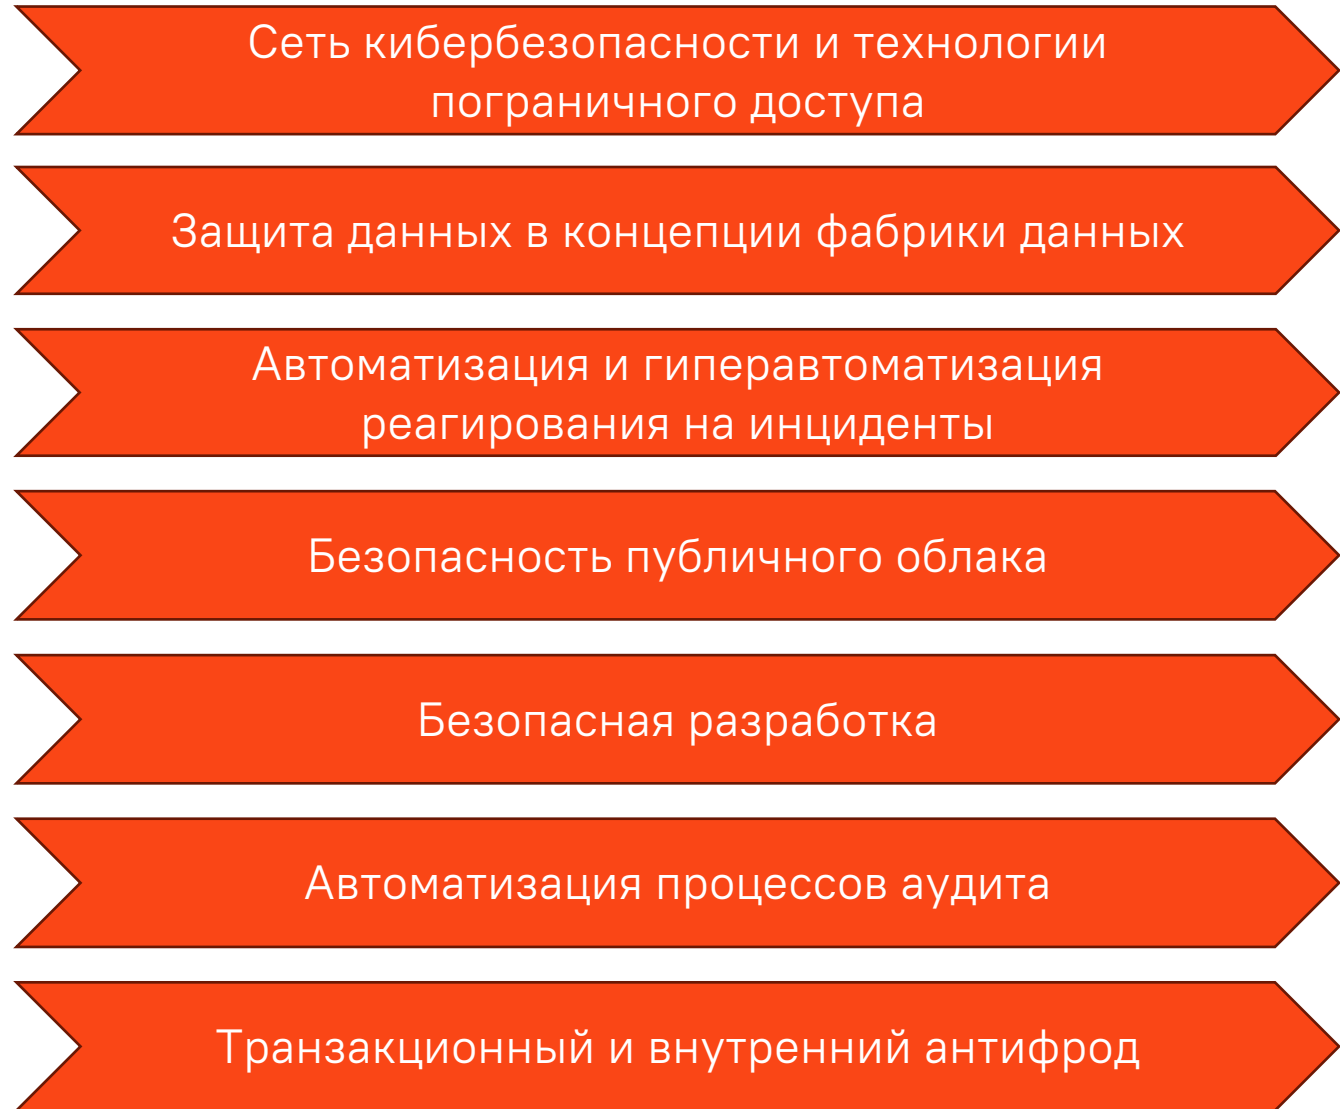 Сеть кибербезопасности и технологии
пограничного доступа
Защита данных в концепции фабрики данных
Автоматизация и гиперавтоматизация
реагирования на инциденты
Безопасность публичного облака
Безопасная разработка
Автоматизация процессов аудита
Транзакционный и внутренний антифрод